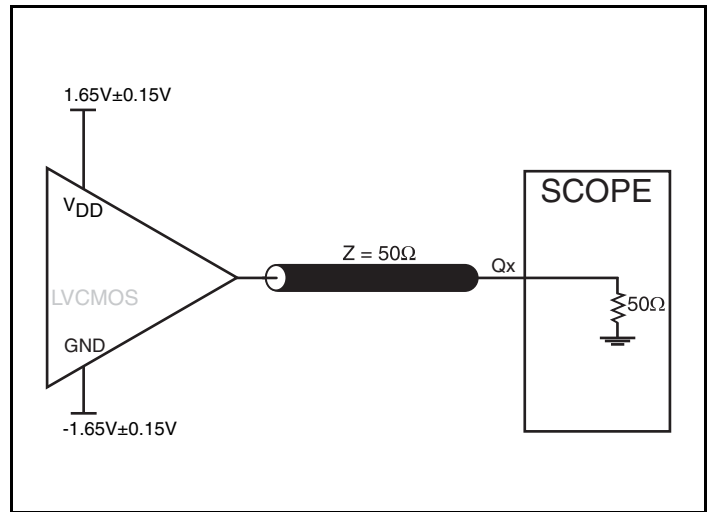 1.65V±0.15V
SCOPE
VDD
Z = 50Ω
Qx
LVCMOS
50Ω
GND
-1.65V±0.15V